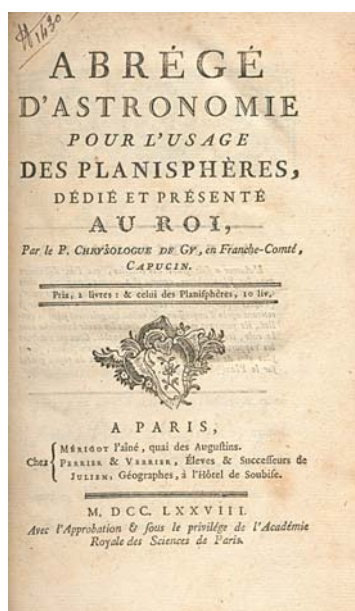 1430
ABRÉGÉ
D'ASTRONOMIE
POUR L'USAGE
DES PLANISPHÈRES,
DÉDIÉ ET PRÉSENTÉ
AU ROI,
Par le P. CHRYSOLOGUE DE GY, en Franche-Comté,
CAPUCIN.
Prix, 2 livres : & celui des Planisphères, 10 liv.
A PARIS,
MÉRIGOT l'aîné, quai des Augustins.
Chez { PERRIER & VERRIER, Éleves & Successeurs de
JULIEN, Géographes, à l'Hôtel de Soubise.
M. DCC. LXXVIII.
Avec l'Approbation & sous le privilége de l'Académie
Royale des Sciences de Paris.